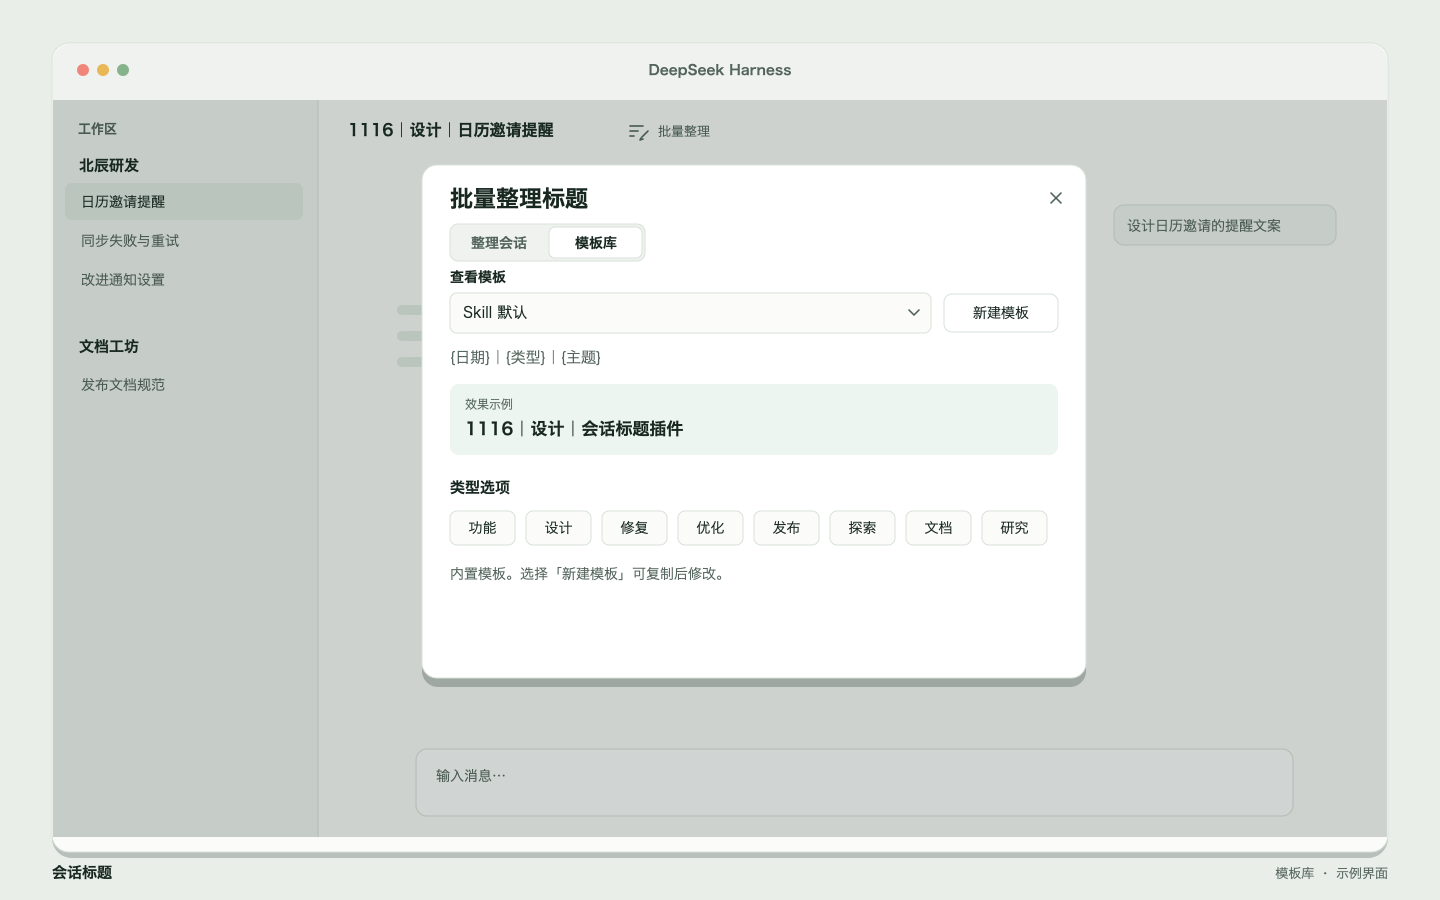 DeepSeek Harness
工作区
北辰研发
日历邀请提醒
同步失败与重试
改进通知设置
文档工坊
发布文档规范
1116｜设计｜日历邀请提醒
批量整理
设计日历邀请的提醒文案
批量整理标题
整理会话
模板库
查看模板
Skill 默认
新建模板
{日期}｜{类型}｜{主题}
效果示例
1116｜设计｜会话标题插件
类型选项
功能
设计
修复
优化
发布
探索
文档
研究
内置模板。选择「新建模板」可复制后修改。
输入消息…
会话标题
模板库 · 示例界面